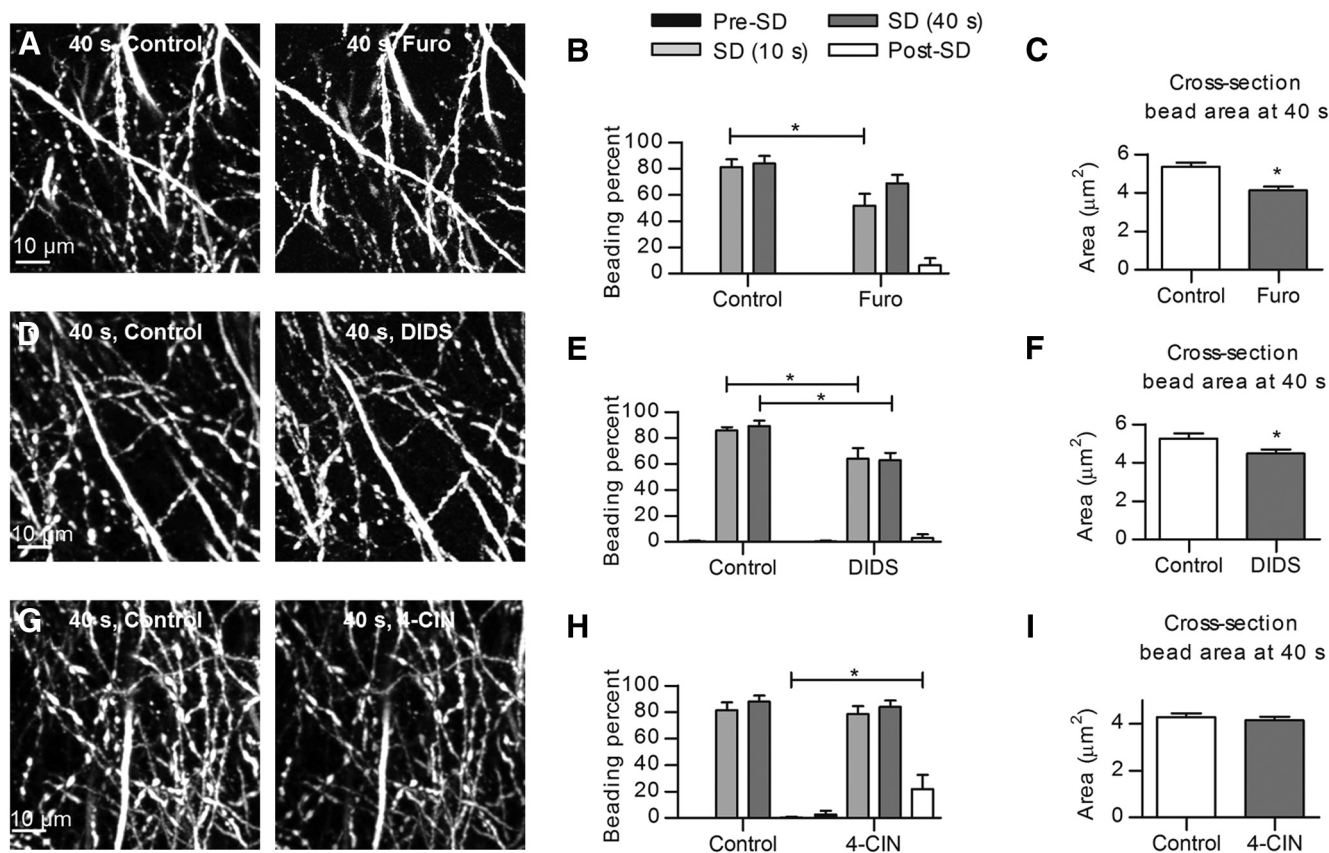 Pre-SD
SD (40 s)
SD (10 s)
Post-SD
A
40 s, Control
10 µm
40 s, Furo
B
Beading percent
100
80
60
40
20
0
*
Control
Furo
C
Cross-section
bead area at 40 s
Area (µm²)
6
4
2
0
*
Control
Furo
D
40 s, Control
10 µm
40 s, DIDS
E
Beading percent
100
80
60
40
20
0
*
*
Control
DIDS
F
Cross-section
bead area at 40 s
Area (µm²)
6
4
2
0
*
Control
DIDS
G
40 s, Control
10 µm
40 s, 4-CIN
H
Beading percent
100
80
60
40
20
0
*
Control
4-CIN
I
Cross-section
bead area at 40 s
Area (µm²)
4
2
0
Control
4-CIN